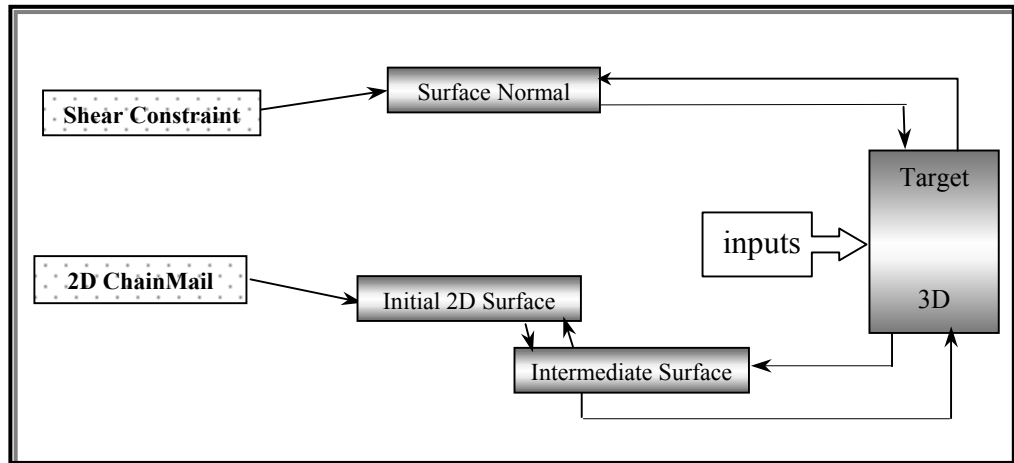 Surface Normal
Shear Constraint
Target
inputs
2D ChainMail
Initial 2D Surface
3D
Intermediate Surface